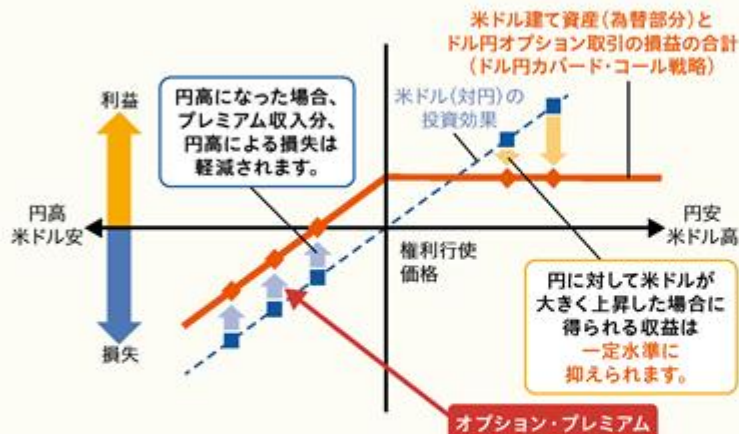 米ドル建て資産(為替部分)と
ドル円オプション取引の損益の合計
(ドル円カバード・コール戦略)
利益
円高になった場合、
プレミアム収入分、
円高による損失は
軽減されます。
米ドル(対円)の
投資効果
円高
米ドル安
円安
米ドル高
権利行使
価格
損失
円に対して米ドルが
大きく上昇した場合に
得られる収益は
一定水準に
抑えられます。
オプション・プレミアム